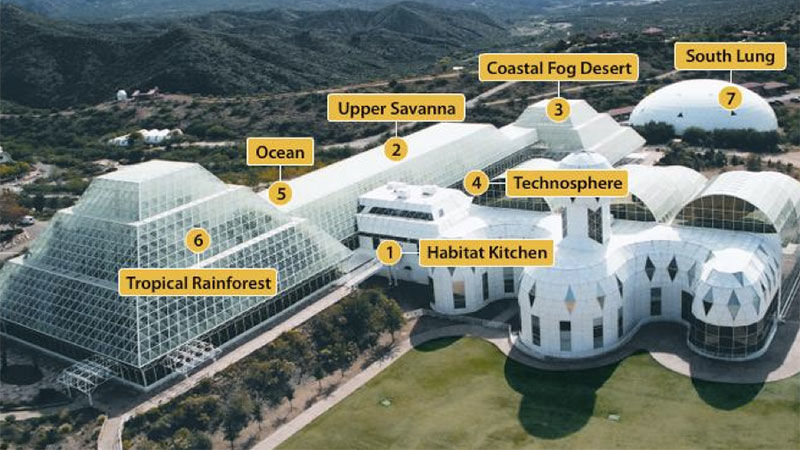 South Lung
7
Coastal Fog Desert
3
Upper Savanna
2
Ocean
5
4 Technosphere
6
Tropical Rainforest
1 Habitat Kitchen